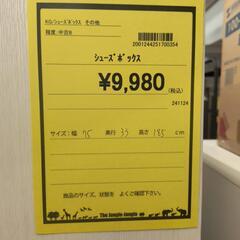 KG/シューズボックス その他
程度:中古B
2001244251700354
シューズボックス
¥9,980
(税込)
241124
サイズ:幅 75 奥行 33 高さ 185 cm
商品のサイズ、状態を よくご確認下さい。
The Jungle Jungle